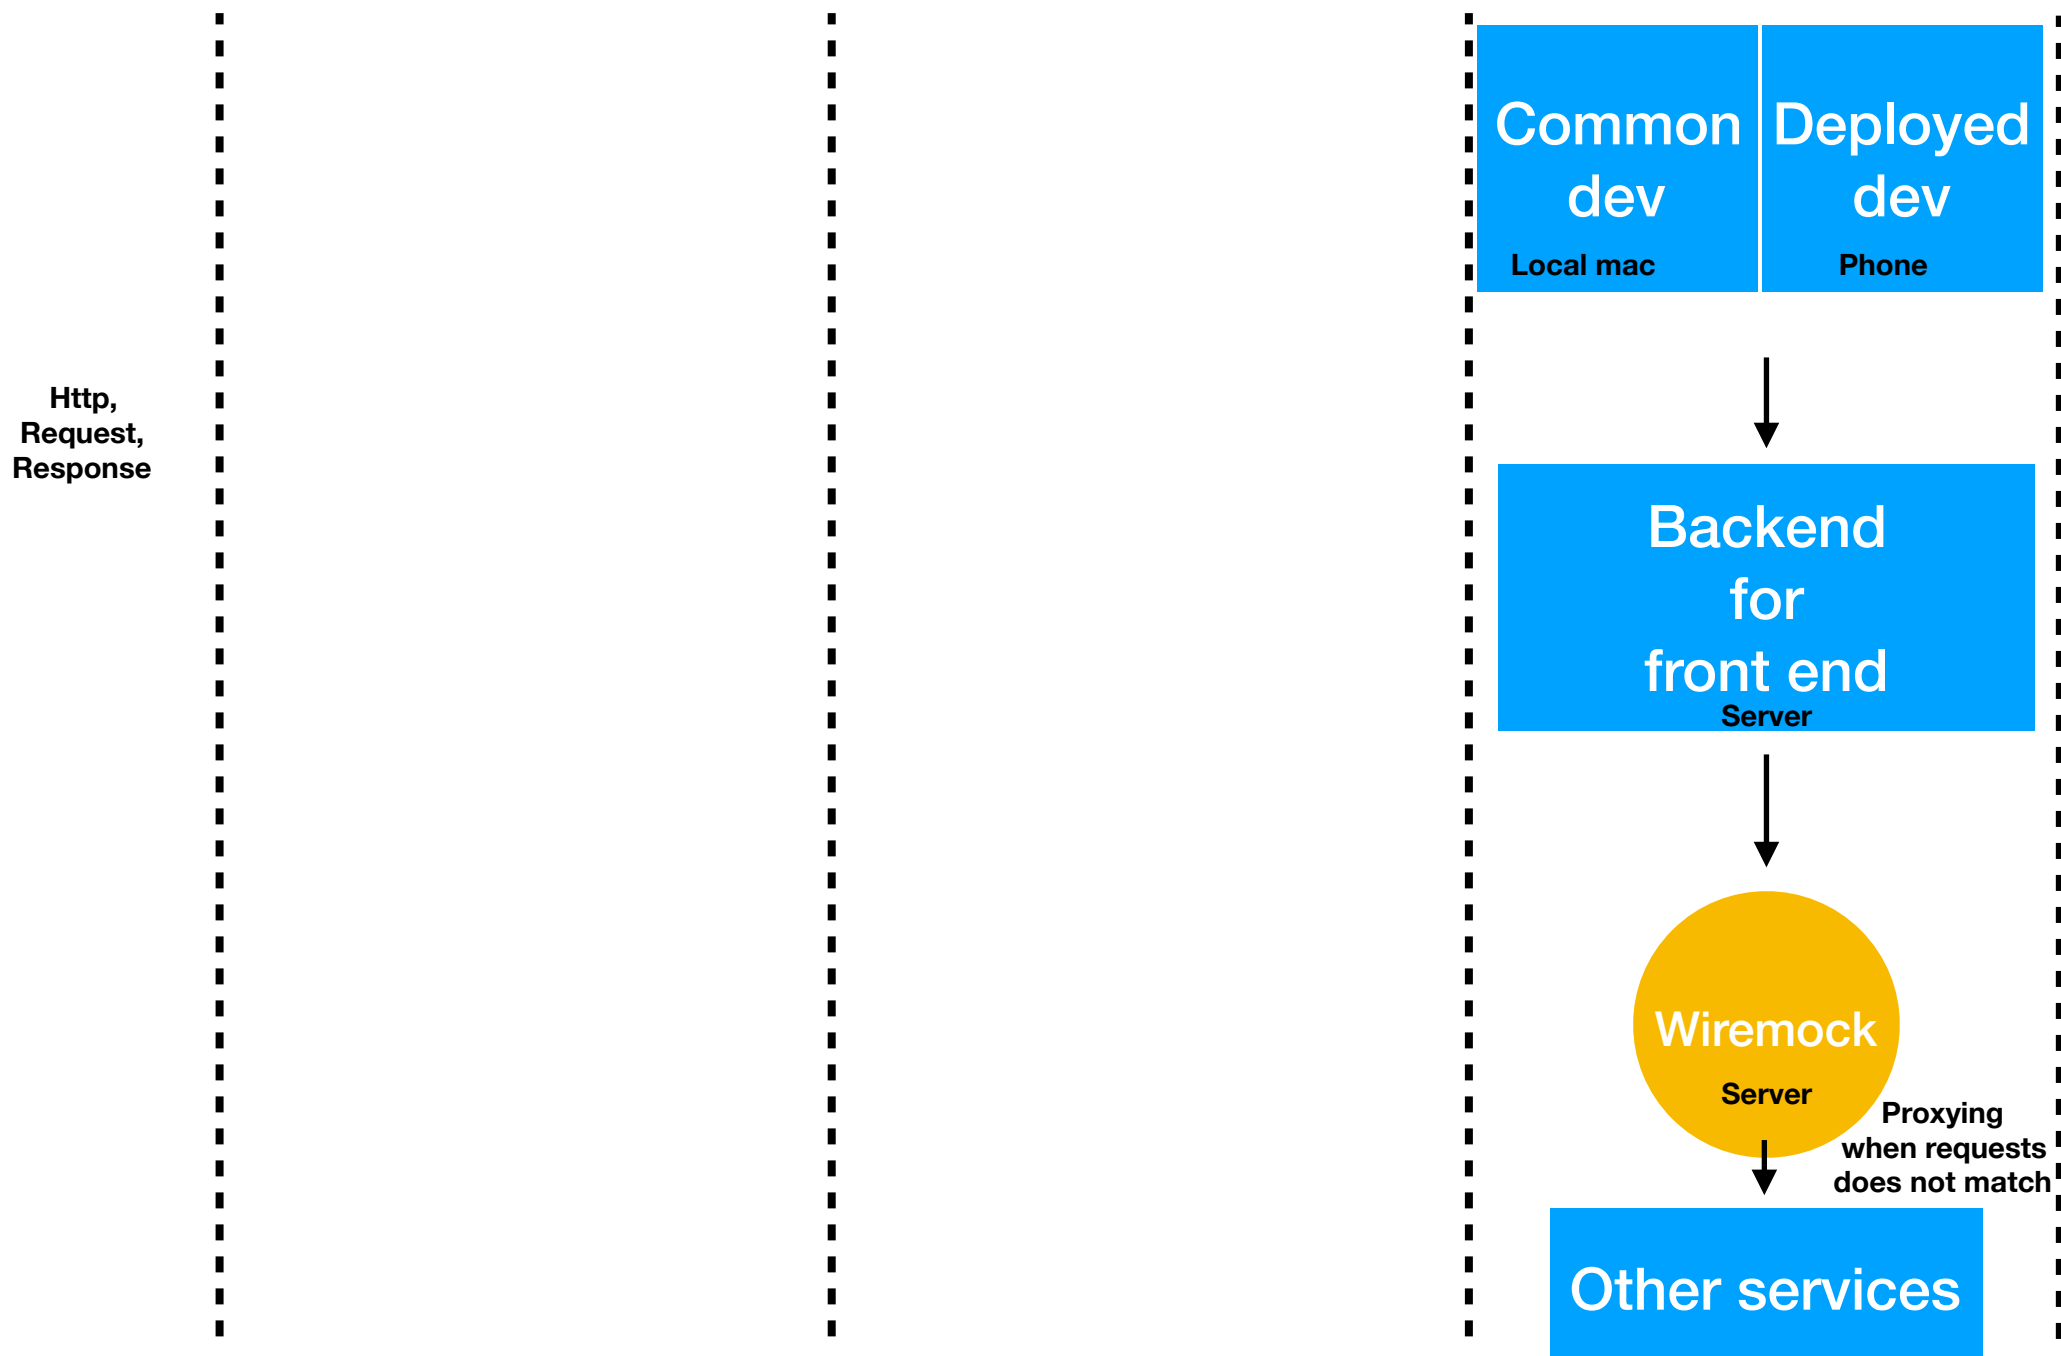 Common
dev
Local mac
Deployed
dev
Phone
Http,
Request,
Response
Backend
for
front end
Server
Wiremock
Server
Proxying
when requests
does not match
Other services